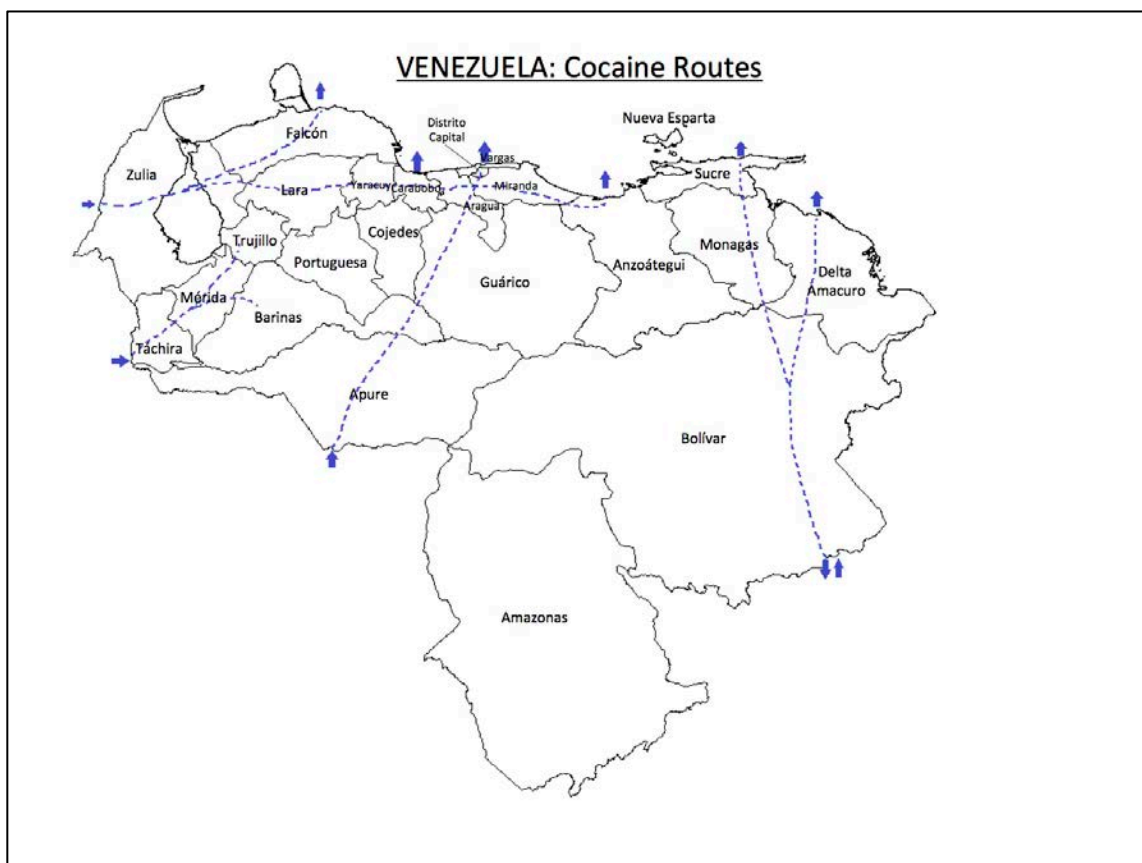 VENEZUELA: Cocaine Routes
Nueva Esparta
Distrito
Capital
Falcón
Vargas
Zulia
Sucre
Lara
Yaracuy
Carabobo
Miranda
Aragua
Trujillo
Cojedes
Monagas
Portuguesa
Anzoátegui
Delta
Amacuro
Guárico
Mérida
Barinas
Táchira
Apure
Bolívar
Amazonas